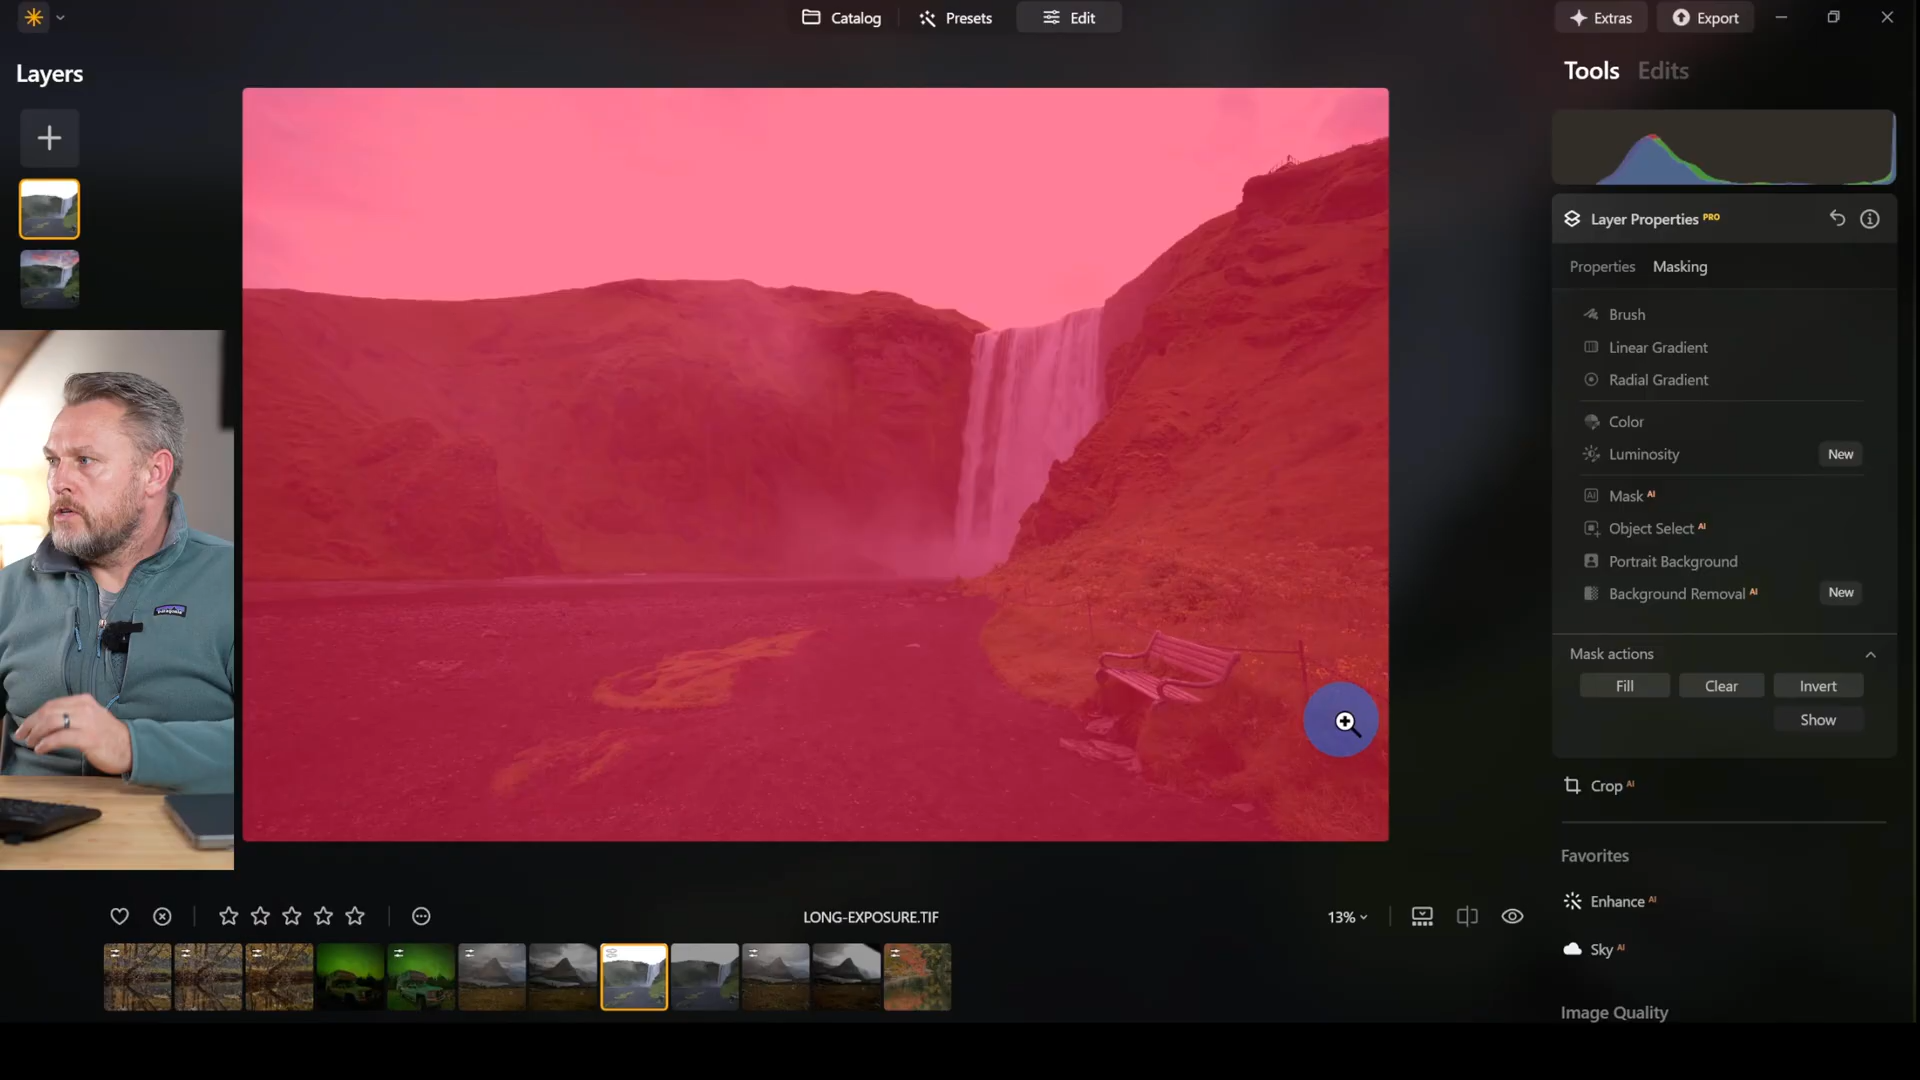 Catalog
Presets
Edit
Extras
Export
Layers
Tools Edits
Layer Properties PRO
Properties Masking
Brush
Linear Gradient
Radial Gradient
Color
Luminosity New
Mask AI
Object Select AI
Portrait Background
Background Removal AI New
Mask actions
Fill Clear Invert
Show
Crop AI
Favorites
Enhance AI
Sky AI
Image Quality
LONG-EXPOSURE.TIF
13%